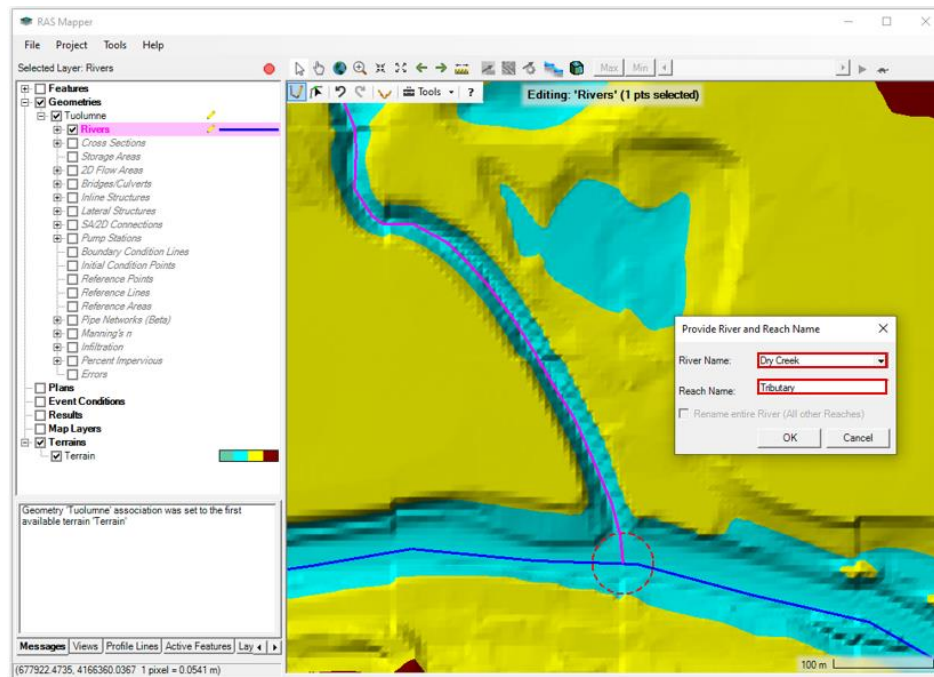 RAS Mapper
File Project Tools Help
Selected Layer: Rivers
Max Min
Features
Geometries
Tuolumne
Rivers
Cross Sections
Storage Areas
2D Flow Areas
Bridges/Culverts
Inline Structures
Lateral Structures
SA/2D Connections
Pump Stations
Boundary Condition Lines
Initial Condition Points
Reference Points
Reference Lines
Reference Areas
Pipe Networks (Beta)
Manning's n
Infiltration
Percent Impervious
Errors
Plans
Event Conditions
Results
Map Layers
Terrains
Terrain
Geometry 'Tuolumne' association was set to the first
available terrain 'Terrain'
Messages Views Profile Lines Active Features Lay
(677922.4735, 4166360.0367 1 pixel = 0.0541 m)
Tools ?
Editing: 'Rivers' (1 pts selected)
Provide River and Reach Name
River Name: Dry Creek
Reach Name: Tributary
Rename entire River (All other Reaches)
OK Cancel
100 m